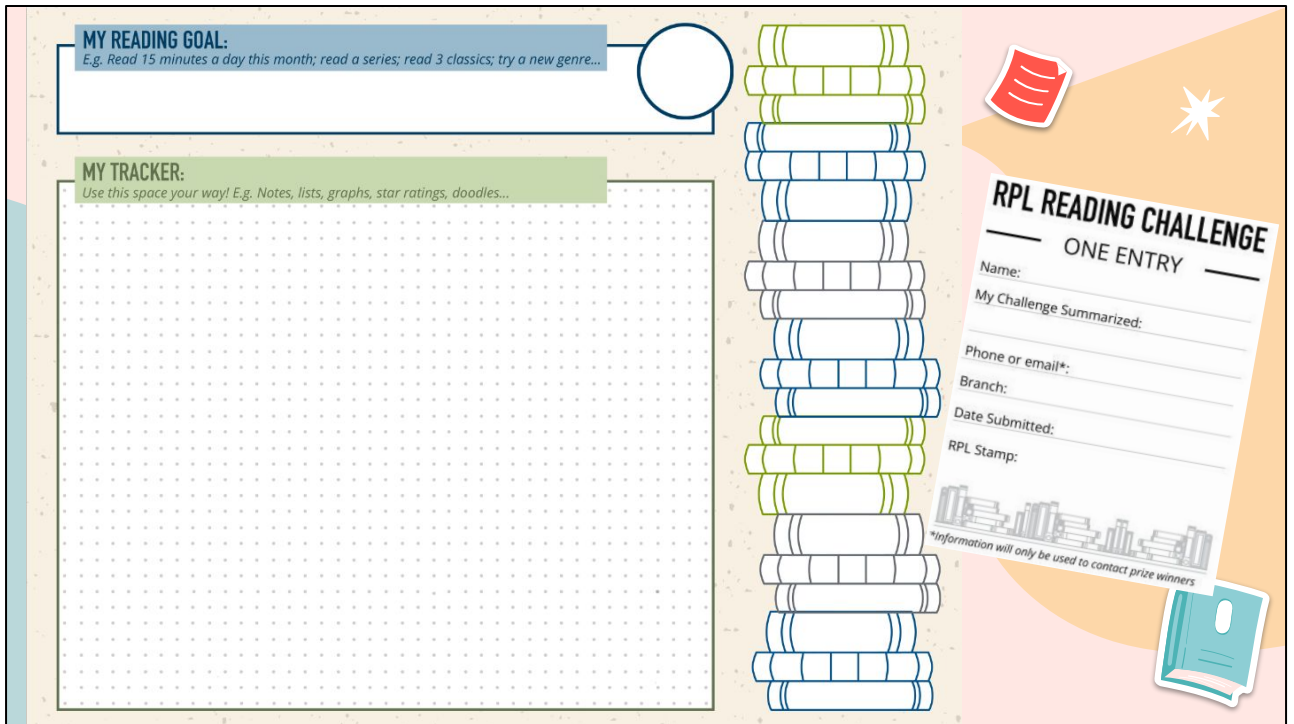 MY READING GOAL:
E.g. Read 15 minutes a day this month; read a series; read 3 classics; try a new genre...
MY TRACKER:
Use this space your way! E.g. Notes, lists, graphs, star ratings, doodles...
RPL READING CHALLENGE
ONE ENTRY
Name:
My Challenge Summarized:
Phone or email*:
Branch:
Date Submitted:
RPL Stamp:
*Information will only be used to contact prize winners